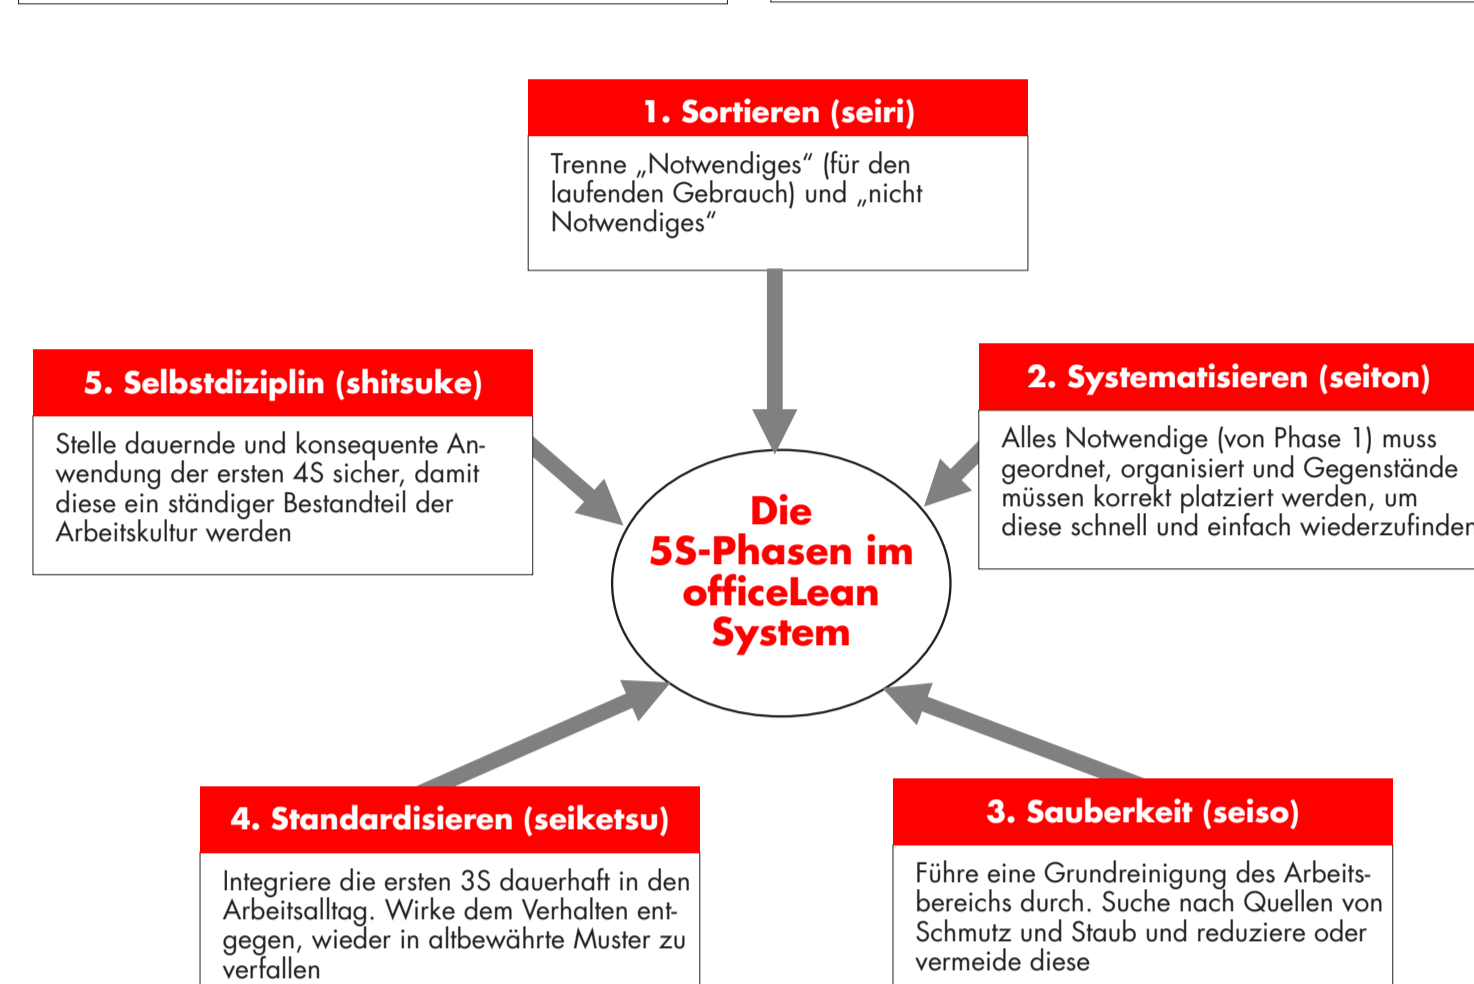 1. Sortieren (seiri)
Trenne „Notwendiges“ (für den
laufenden Gebrauch) und „nicht
Notwendiges“
5. Selbstdiziplin (shitsuke)
Stelle dauernde und konsequente An-
wendung der ersten 4S sicher, damit
diese ein ständiger Bestandteil der
Arbeitskultur werden
2. Systematisieren (seiton)
Alles Notwendige (von Phase 1) muss
geordnet, organisiert und Gegenstände
müssen korrekt platziert werden, um
diese schnell und einfach wiederzufinden
Die
5S-Phasen im
officeLean
System
4. Standardisieren (seiketsu)
Integriere die ersten 3S dauerhaft in den
Arbeitsalltag. Wirke dem Verhalten ent-
gegen, wieder in altbewährte Muster zu
verfallen
3. Sauberkeit (seiso)
Führe eine Grundreinigung des Arbeits-
bereichs durch. Suche nach Quellen von
Schmutz und Staub und reduziere oder
vermeide diese